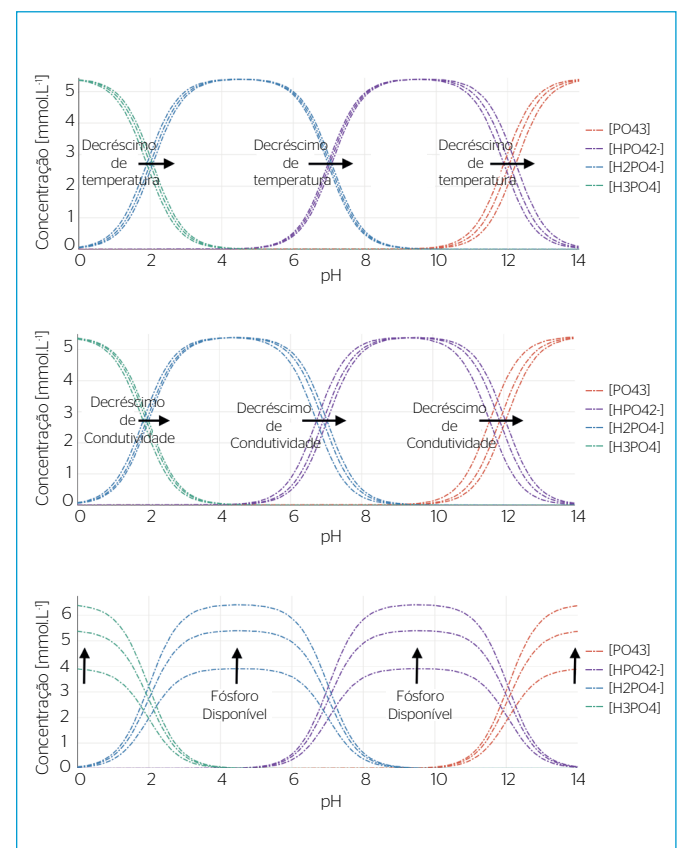 Concentração [mmol.L⁻¹]
5
4
3
2
1
0
Decréscimo
de
temperatura
Decréscimo
de
temperatura
Decréscimo
de
temperatura
0 2 4 6 8 10 12 14
pH
[PO43]
[HPO42-]
[H2PO4-]
[H3PO4]
Concentração [mmol.L⁻¹]
5
4
3
2
1
0
Decréscimo
de
Condutividade
Decréscimo
de
Condutividade
Decréscimo
de
Condutividade
0 2 4 6 8 10 12 14
pH
[PO43]
[HPO42-]
[H2PO4-]
[H3PO4]
Concentração [mmol.L⁻¹]
6
5
4
3
2
1
0
Fósforo
Disponível
Fósforo
Disponível
0 2 4 6 8 10 12 14
pH
[PO43]
[HPO42-]
[H2PO4-]
[H3PO4]